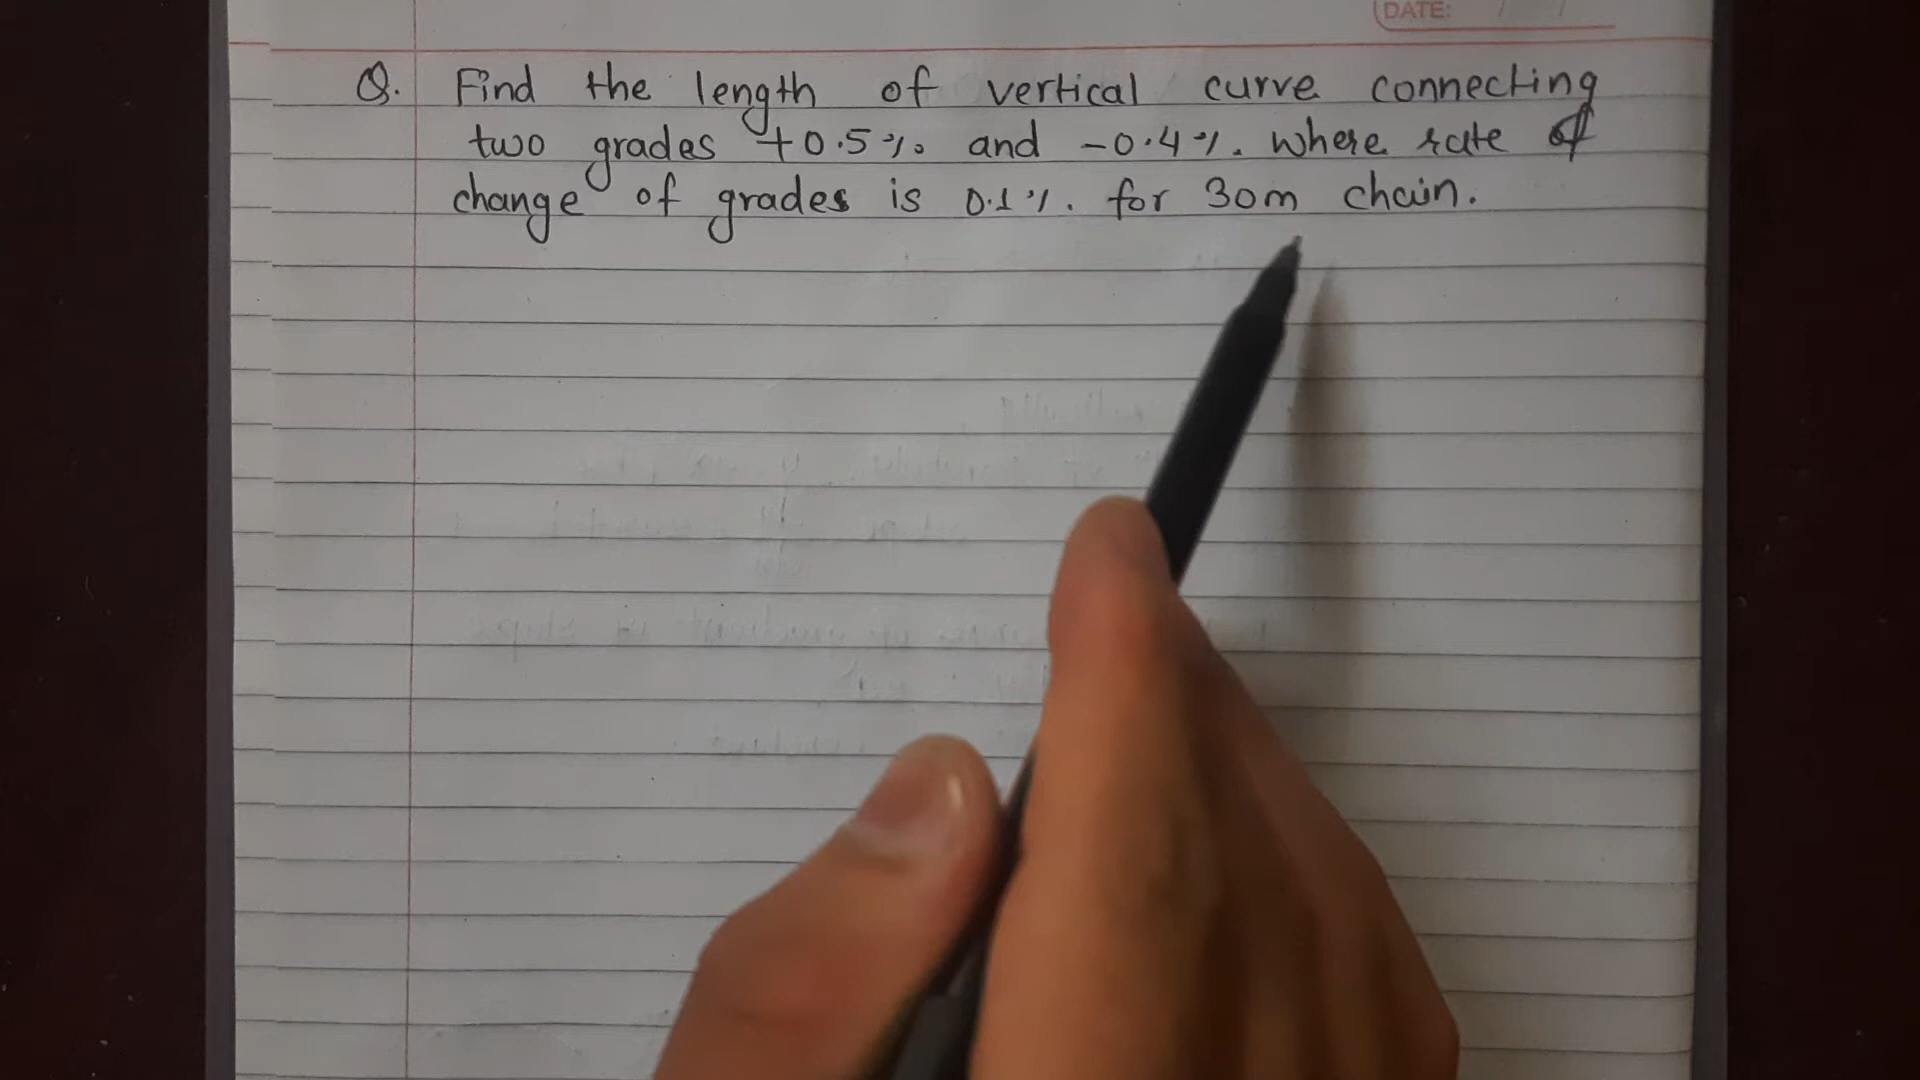 DATE: / /
Q. Find the length of vertical curve connecting
two grades +0.5% and -0.4%. where rate of
change of grades is 0.1%. for 30m chain.